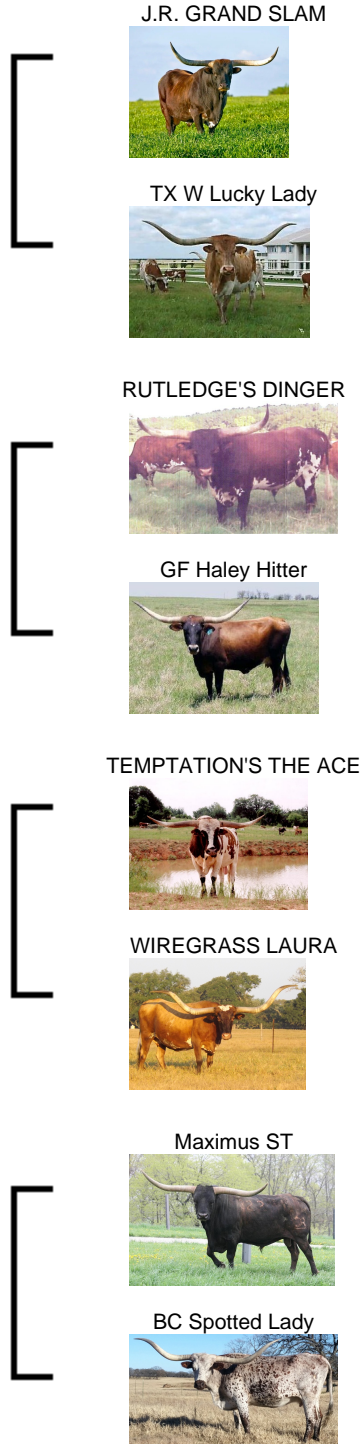 J.R. GRAND SLAM
TX W Lucky Lady
RUTLEDGE'S DINGER
GF Haley Hitter
TEMPTATION'S THE ACE
WIREGRASS LAURA
Maximus ST
BC Spotted Lady